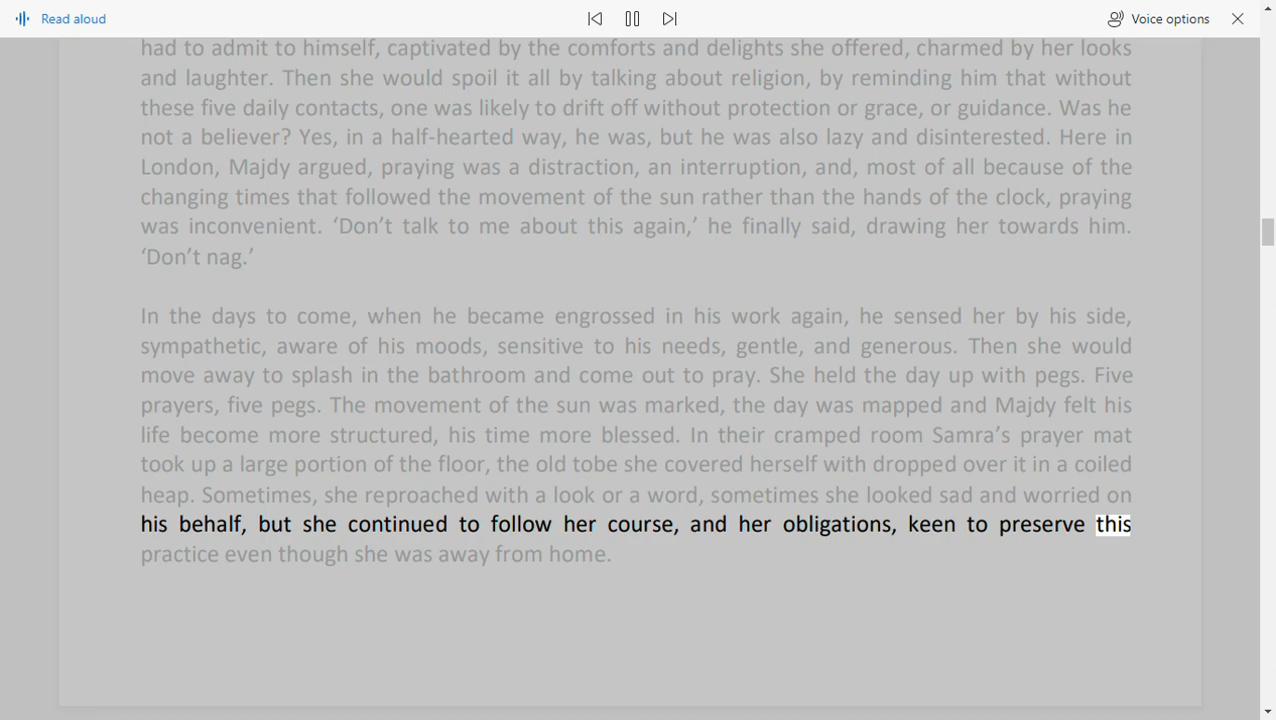 Read aloud
Voice options
had to admit to himself, captivated by the comforts and delights she offered, charmed by her looks
and laughter. Then she would spoil it all by talking about religion, by reminding him that without
these five daily contacts, one was likely to drift off without protection or grace, or guidance. Was he
not a believer? Yes, in a half-hearted way, he was, but he was also lazy and disinterested. Here in
London, Majdy argued, praying was a distraction, an interruption, and, most of all because of the
changing times that followed the movement of the sun rather than the hands of the clock, praying
was inconvenient. ‘Don’t talk to me about this again,’ he finally said, drawing her towards him.
‘Don’t nag.’
In the days to come, when he became engrossed in his work again, he sensed her by his side,
sympathetic, aware of his moods, sensitive to his needs, gentle, and generous. Then she would
move away to splash in the bathroom and come out to pray. She held the day up with pegs. Five
prayers, five pegs. The movement of the sun was marked, the day was mapped and Majdy felt his
life become more structured, his time more blessed. In their cramped room Samra’s prayer mat
took up a large portion of the floor, the old tobe she covered herself with dropped over it in a coiled
heap. Sometimes, she reproached with a look or a word, sometimes she looked sad and worried on
his behalf, but she continued to follow her course, and her obligations, keen to preserve this
practice even though she was away from home.